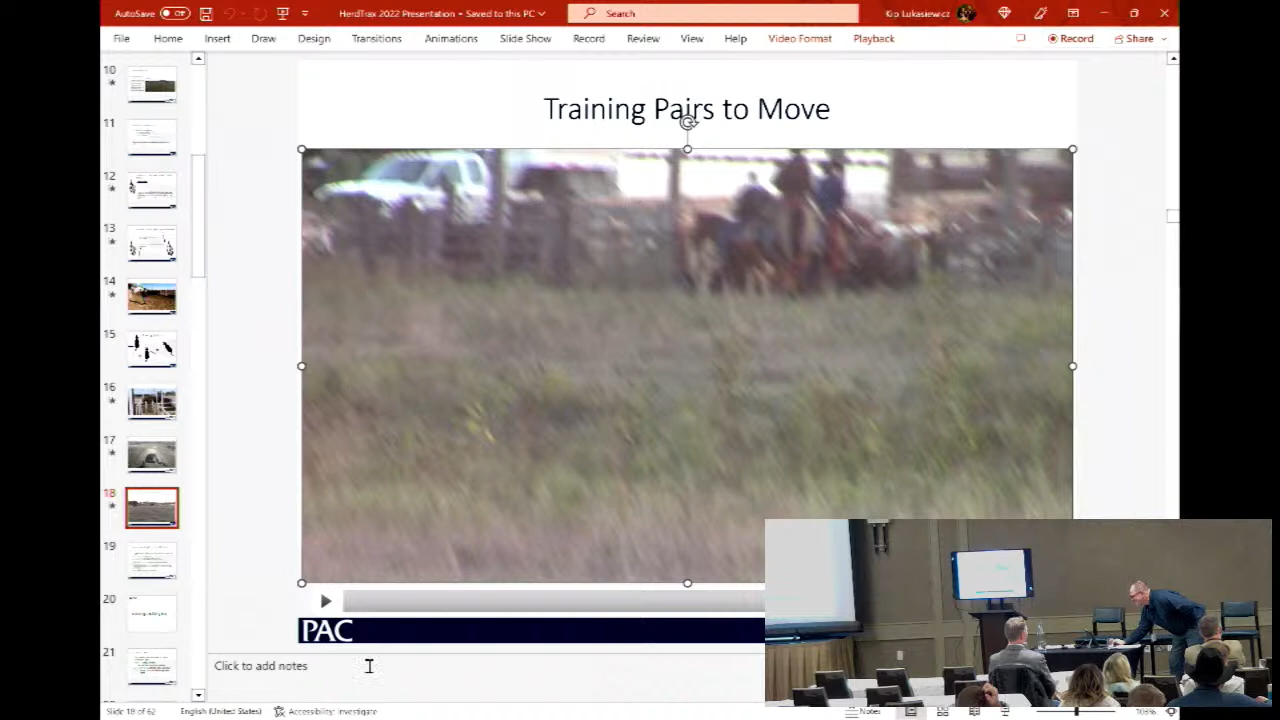 AutoSave Off HerdTrax 2022 Presentation • Saved to this PC Search Kip Lukasiewicz
File Home Insert Draw Design Transitions Animations Slide Show Record Review View Help Video Format Playback Record Share
10
11
12
13
14
15
16
17
18
19
20
21
Training Pairs to Move
PAC
Click to add notes
Slide 18 of 62 English (United States) Accessibility: Investigate Notes 103%